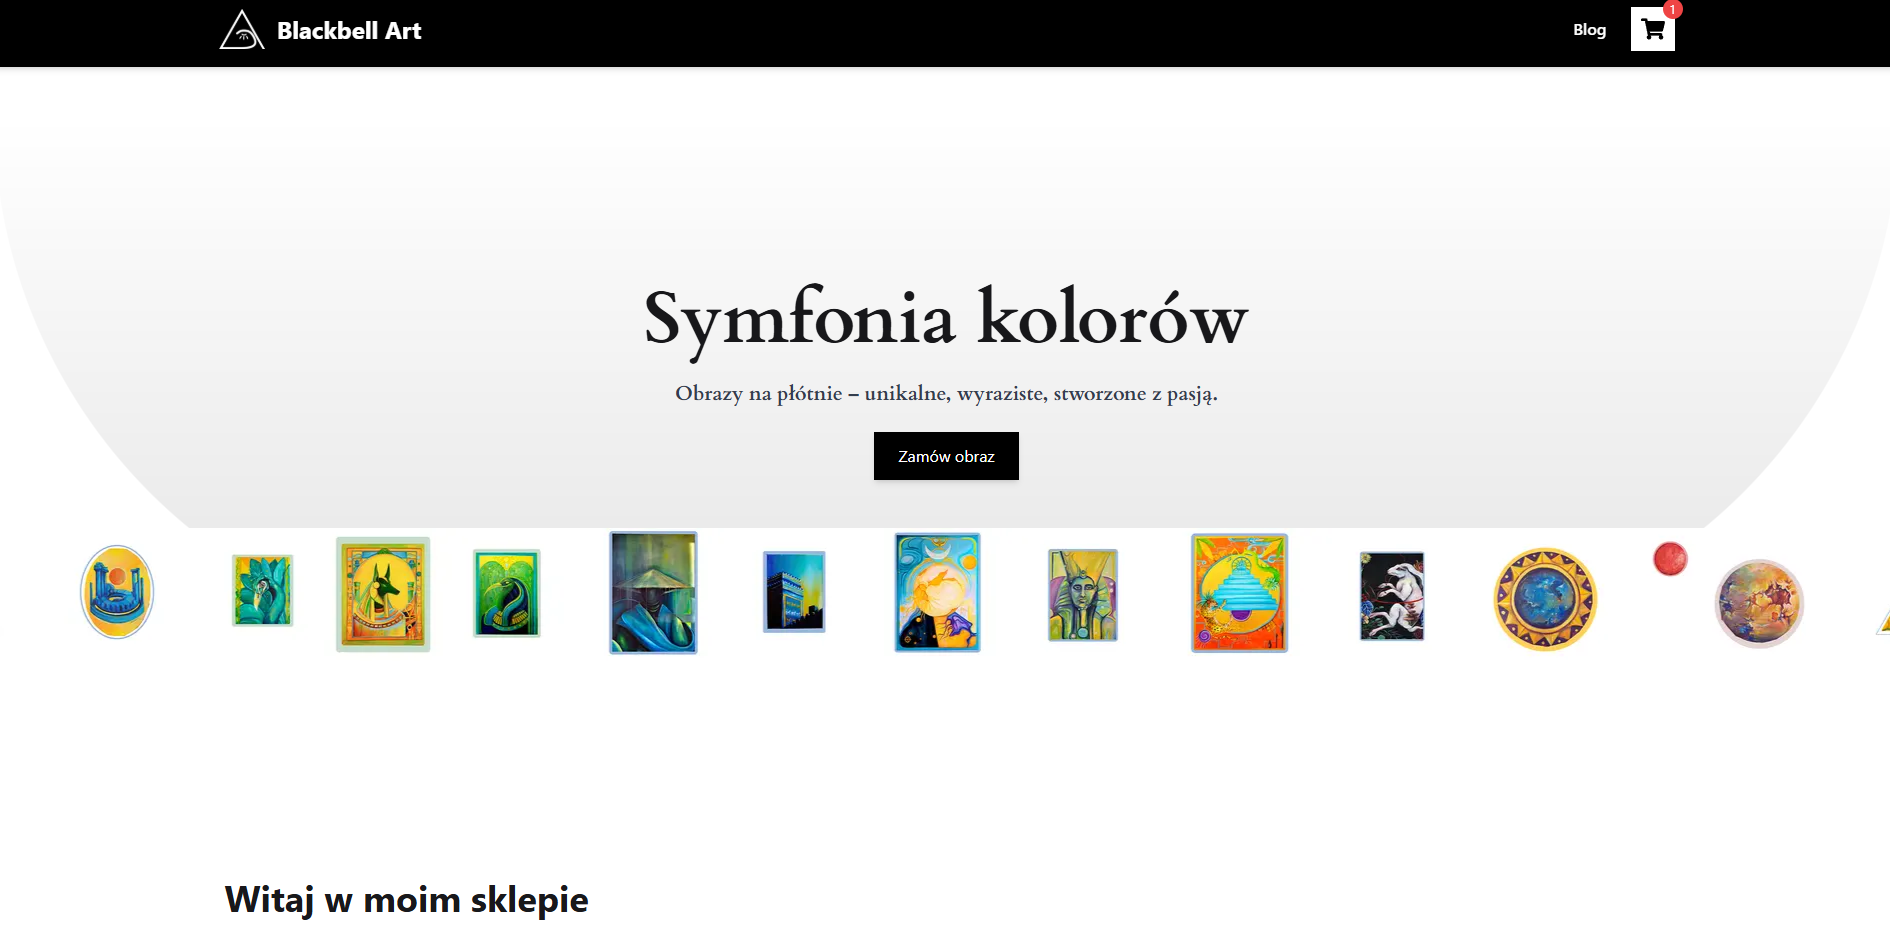 Blackbell Art
Blog
1
Symfonia kolorów
Obrazy na płótnie – unikalne, wyraziste, stworzone z pasją.
Zamów obraz
Witaj w moim sklepie